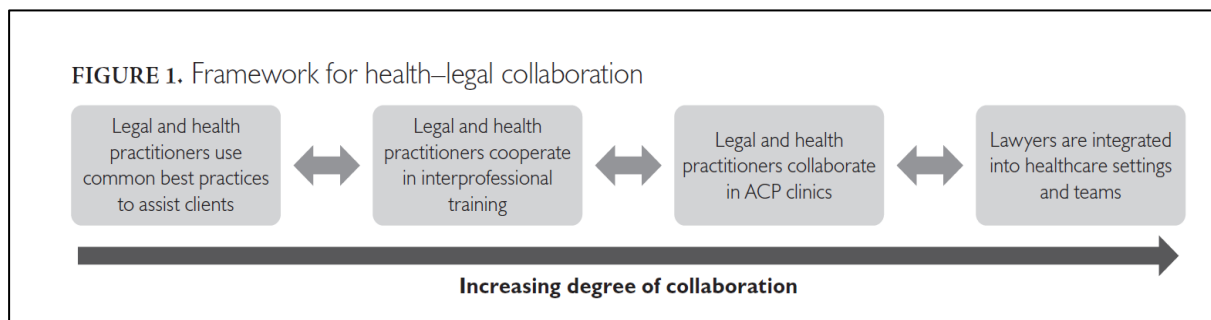 FIGURE 1. Framework for health–legal collaboration
Legal and health
practitioners use
common best practices
to assist clients
Legal and health
practitioners cooperate
in interprofessional
training
Legal and health
practitioners collaborate
in ACP clinics
Lawyers are integrated
into healthcare settings
and teams
Increasing degree of collaboration